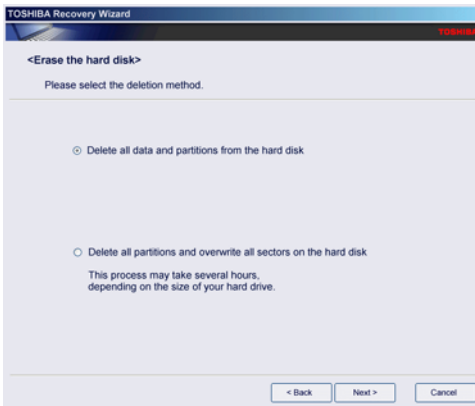 TOSHIBA Recovery Wizard
TOSHIBA
<Erase the hard disk>
Please select the deletion method.
Delete all data and partitions from the hard disk
Delete all partitions and overwrite all sectors on the hard disk
This process may take several hours,
depending on the size of your hard drive.
< Back Next > Cancel